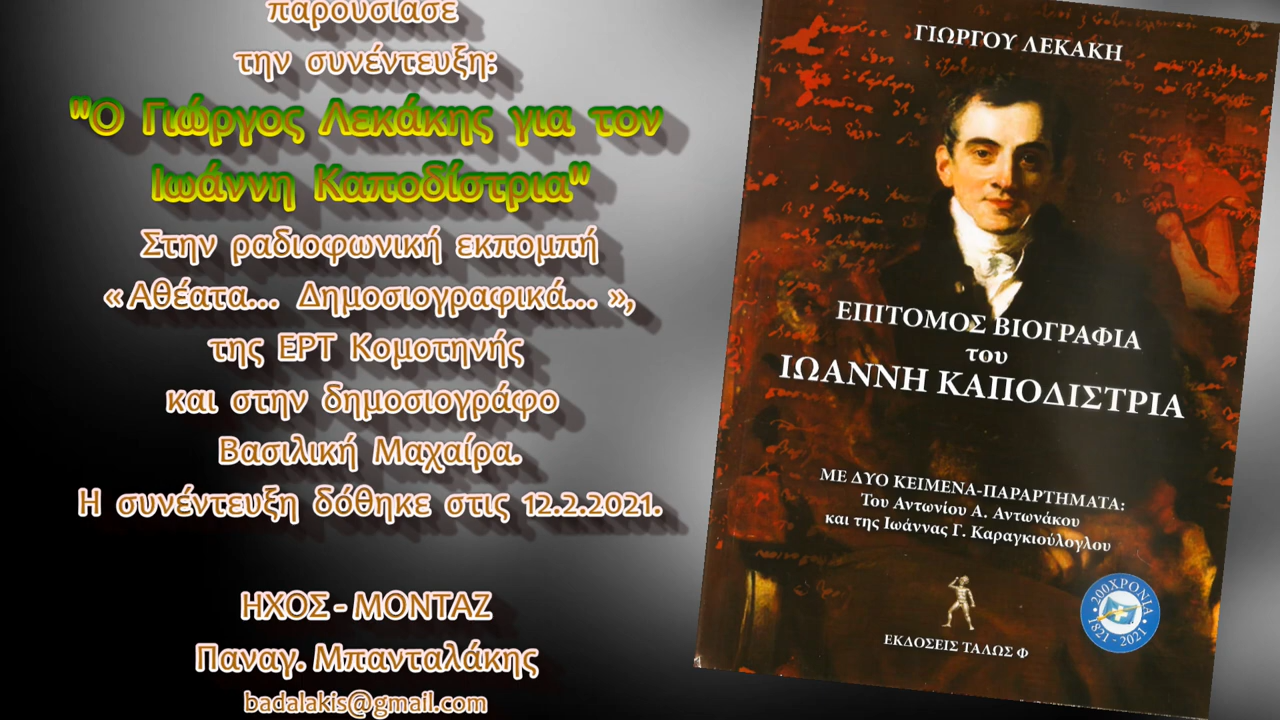 παρουσίασε
την συνέντευξη:
"Ο Γιώργος Λεκάκης για τον
Ιωάννη Καποδίστρια"
Στην ραδιοφωνική εκπομπή
«Αθέατα... Δημοσιογραφικά... »,
της ΕΡΤ Κομοτηνής
και στην δημοσιογράφο
Βασιλική Μαχαίρα.
Η συνέντευξη δόθηκε στις 12.2.2021.
ΗΧΟΣ - ΜΟΝΤΑΖ
Παναγ. Μπανταλάκης
badalakis@gmail.com
ΓΙΩΡΓΟΥ ΛΕΚΑΚΗ
ΕΠΙΤΟΜΟΣ ΒΙΟΓΡΑΦΙΑ
του
ΙΩΑΝΝΗ ΚΑΠΟΔΙΣΤΡΙΑ
ΜΕ ΔΥΟ ΚΕΙΜΕΝΑ-ΠΑΡΑΡΤΗΜΑΤΑ:
Του Αντωνίου Α. Αντωνάκου
και της Ιωάννας Γ. Καραγκιούλογλου
·200ΧΡΟΝΙΑ·
1821 - 2021
ΕΚΔΟΣΕΙΣ ΤΑΛΩΣ Φ